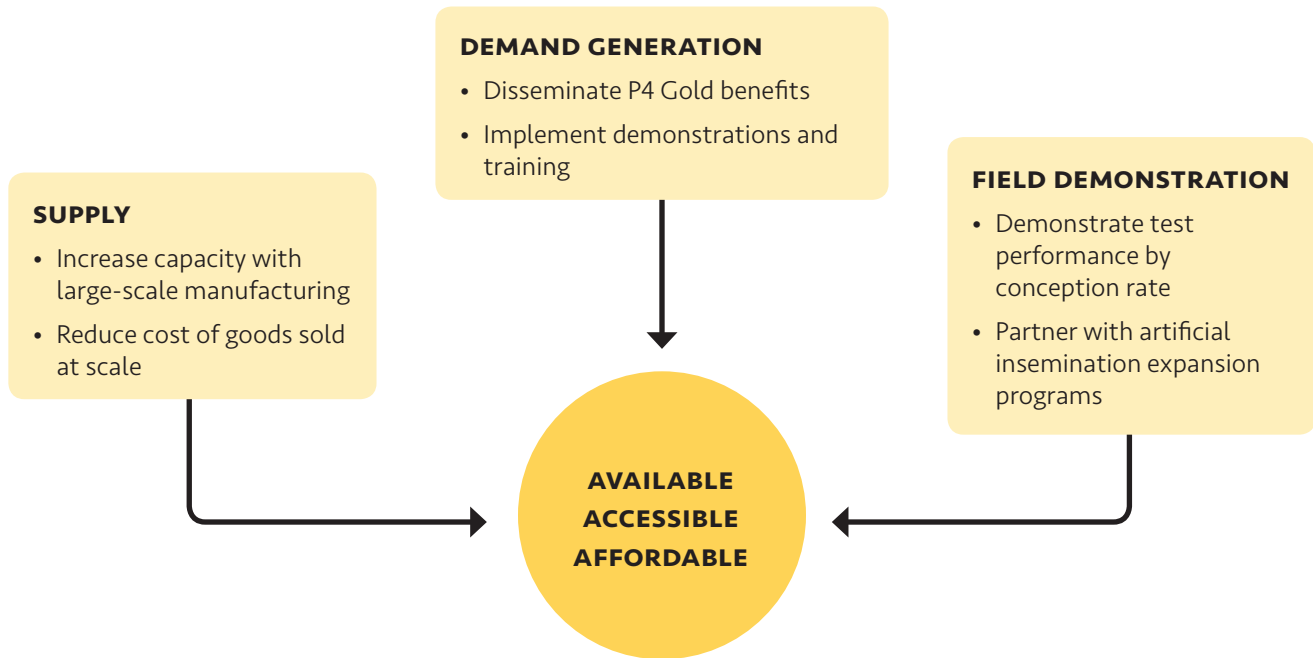 DEMAND GENERATION
• Disseminate P4 Gold benefits
• Implement demonstrations and
training
SUPPLY
• Increase capacity with
large-scale manufacturing
• Reduce cost of goods sold
at scale
FIELD DEMONSTRATION
• Demonstrate test
performance by
conception rate
• Partner with artificial
insemination expansion
programs
AVAILABLE
ACCESSIBLE
AFFORDABLE